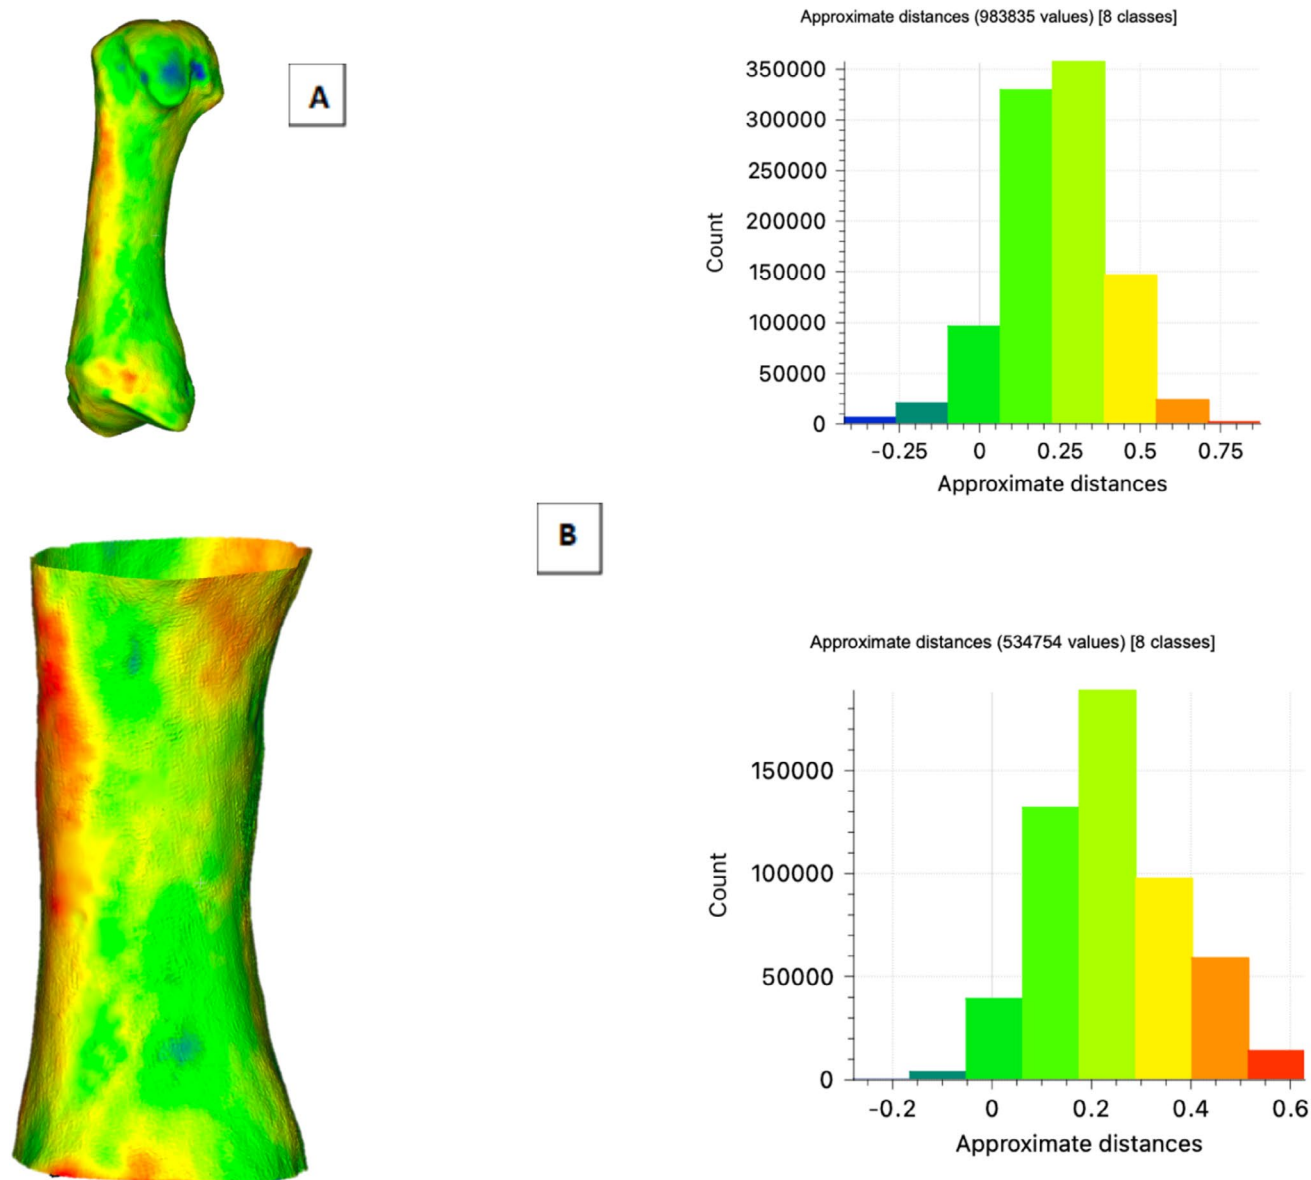 A
Approximate distances (983835 values) [8 classes]
350000
300000
250000
200000
150000
100000
50000
0
Count
-0.25 0 0.25 0.5 0.75
Approximate distances
B
Approximate distances (534754 values) [8 classes]
150000
100000
50000
0
Count
-0.2 0 0.2 0.4 0.6
Approximate distances